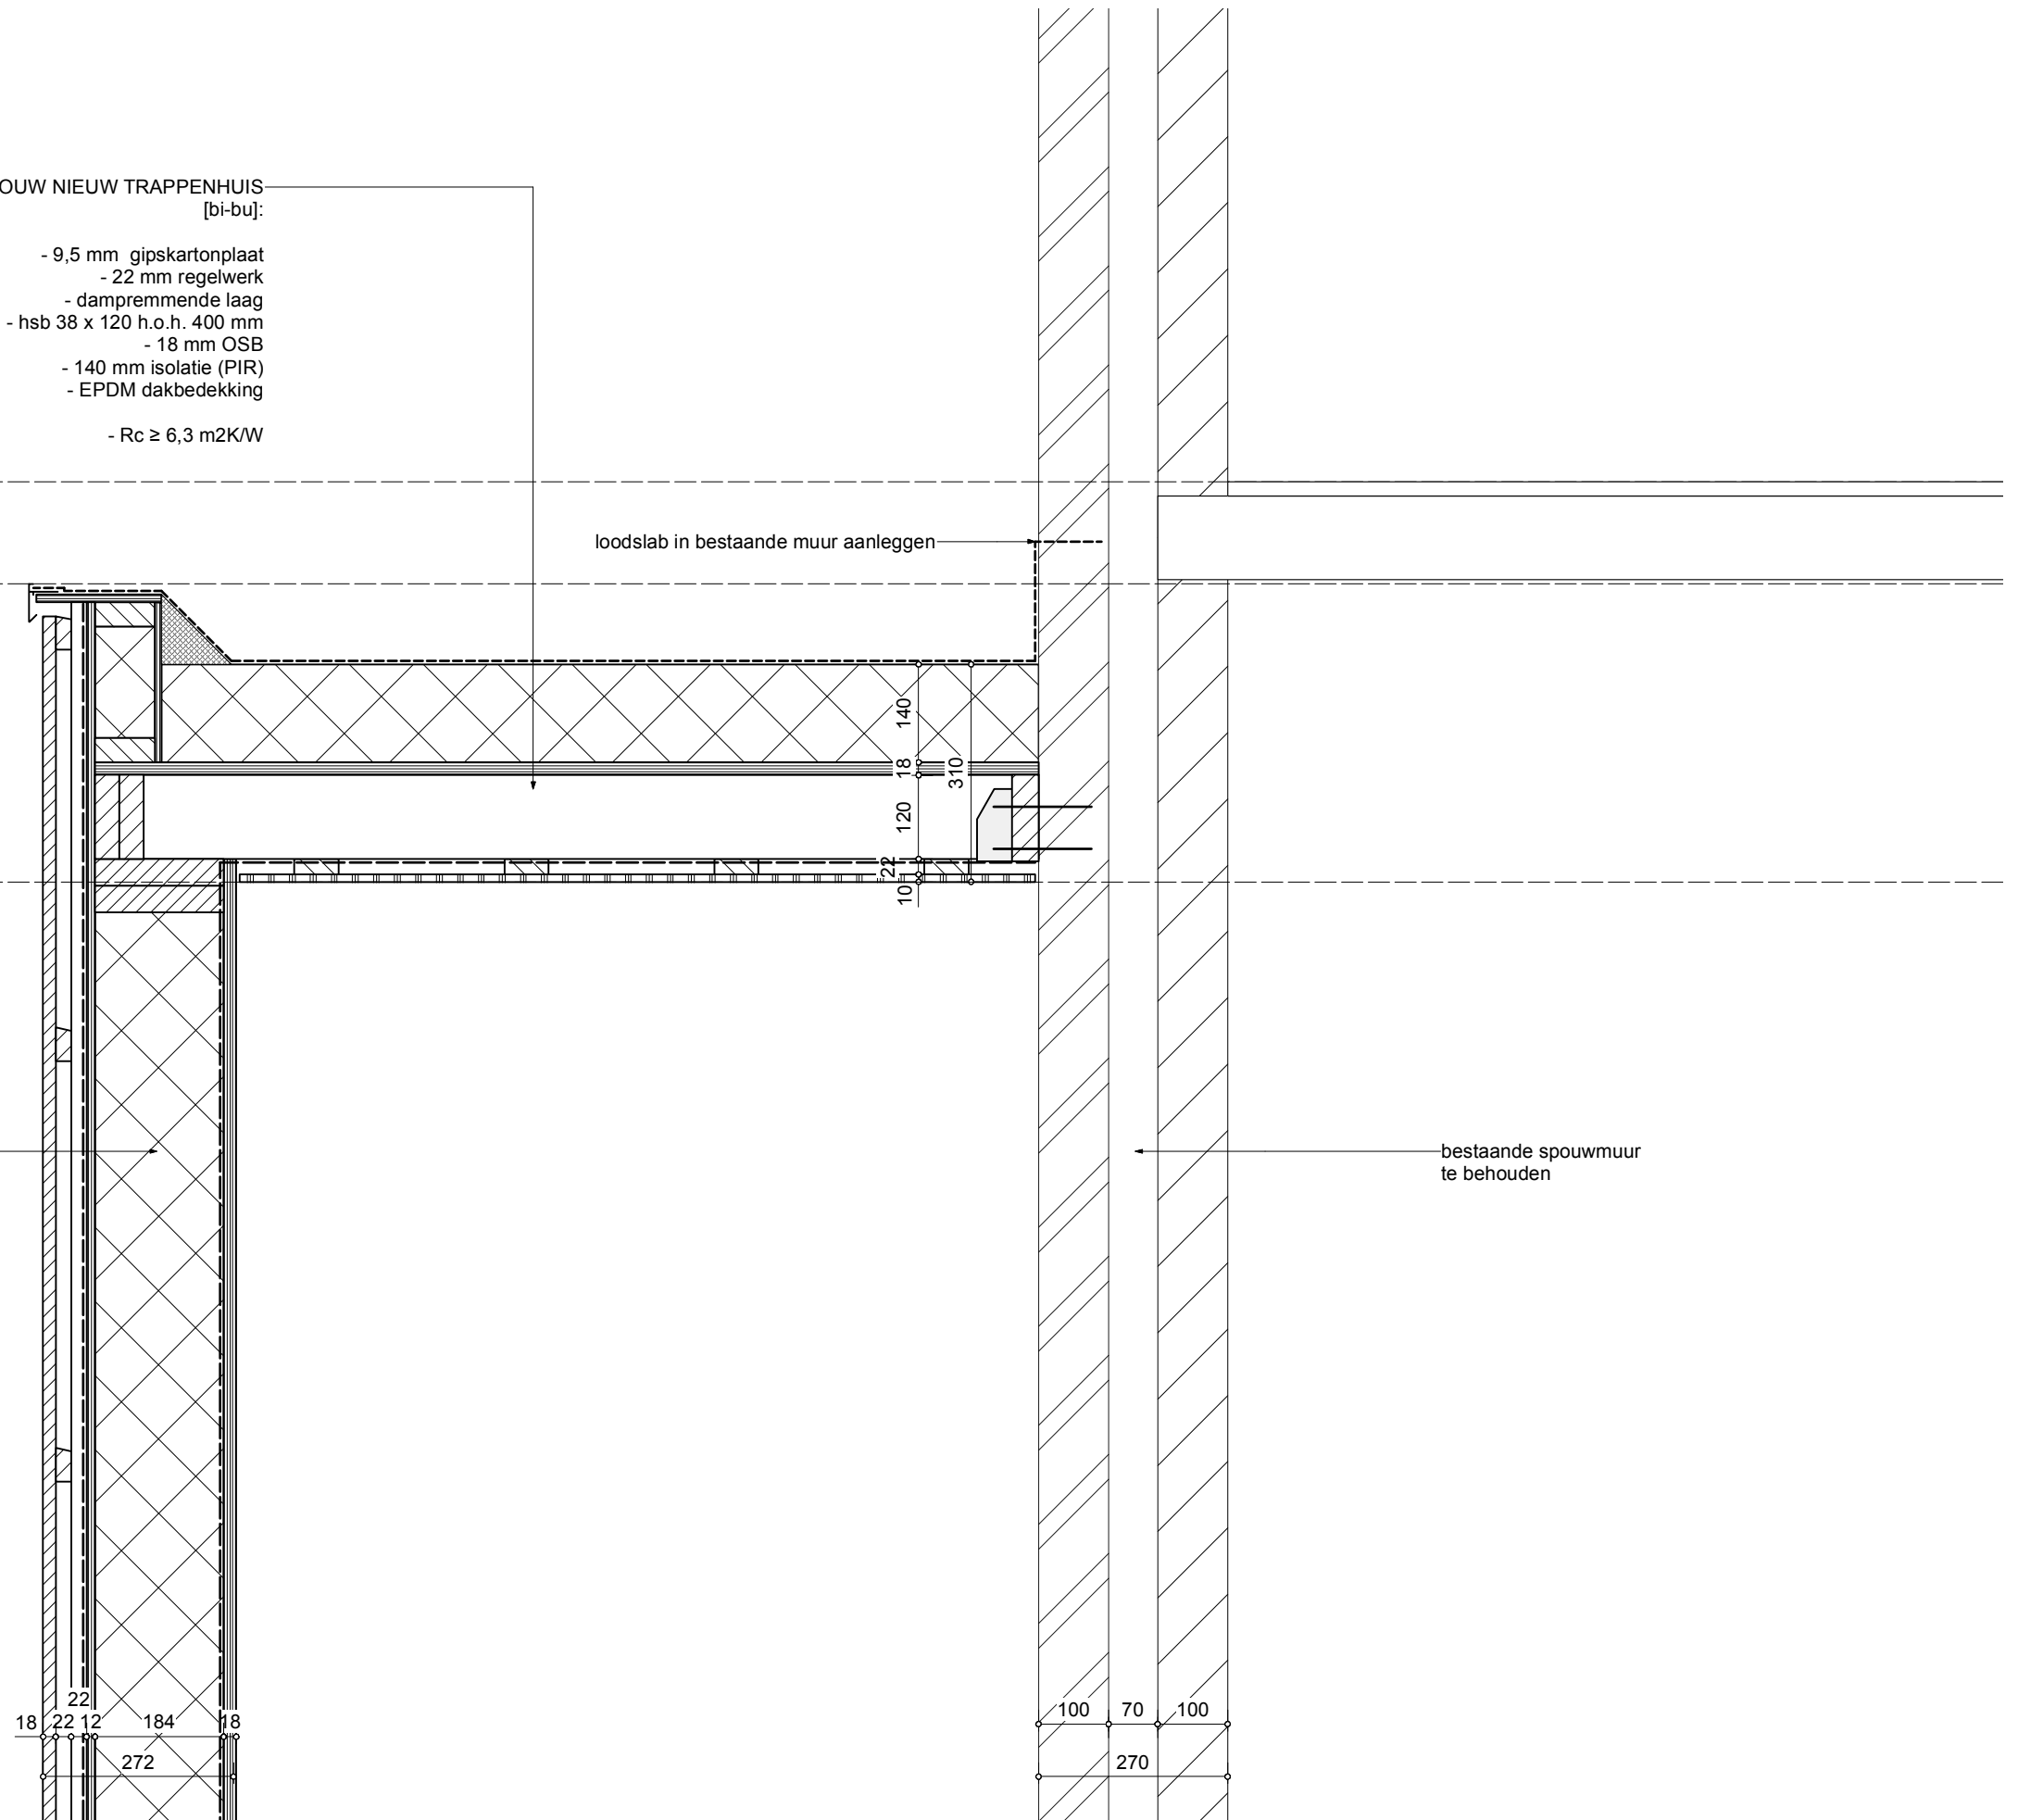 OUW NIEUW TRAPPENHUIS
[bi-bu]:
- 9,5 mm  gipskartonplaat
- 22 mm regelwerk
- dampremmende laag
- hsb 38 x 120 h.o.h. 400 mm
- 18 mm OSB
- 140 mm isolatie (PIR)
- EPDM dakbedekking
- Rc ≥ 6,3 m2K/W
loodslab in bestaande muur aanleggen
140
18
310
120
22
10
bestaande spouwmuur
te behouden
22
18 22 12 184 18
272
100 70 100
270